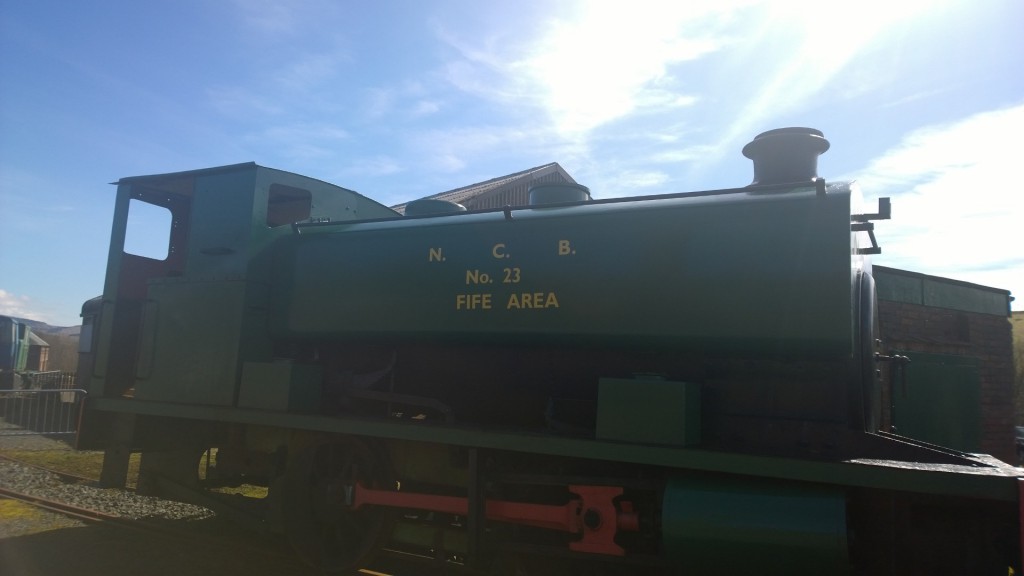 N. C. B.
No. 23
FIFE AREA